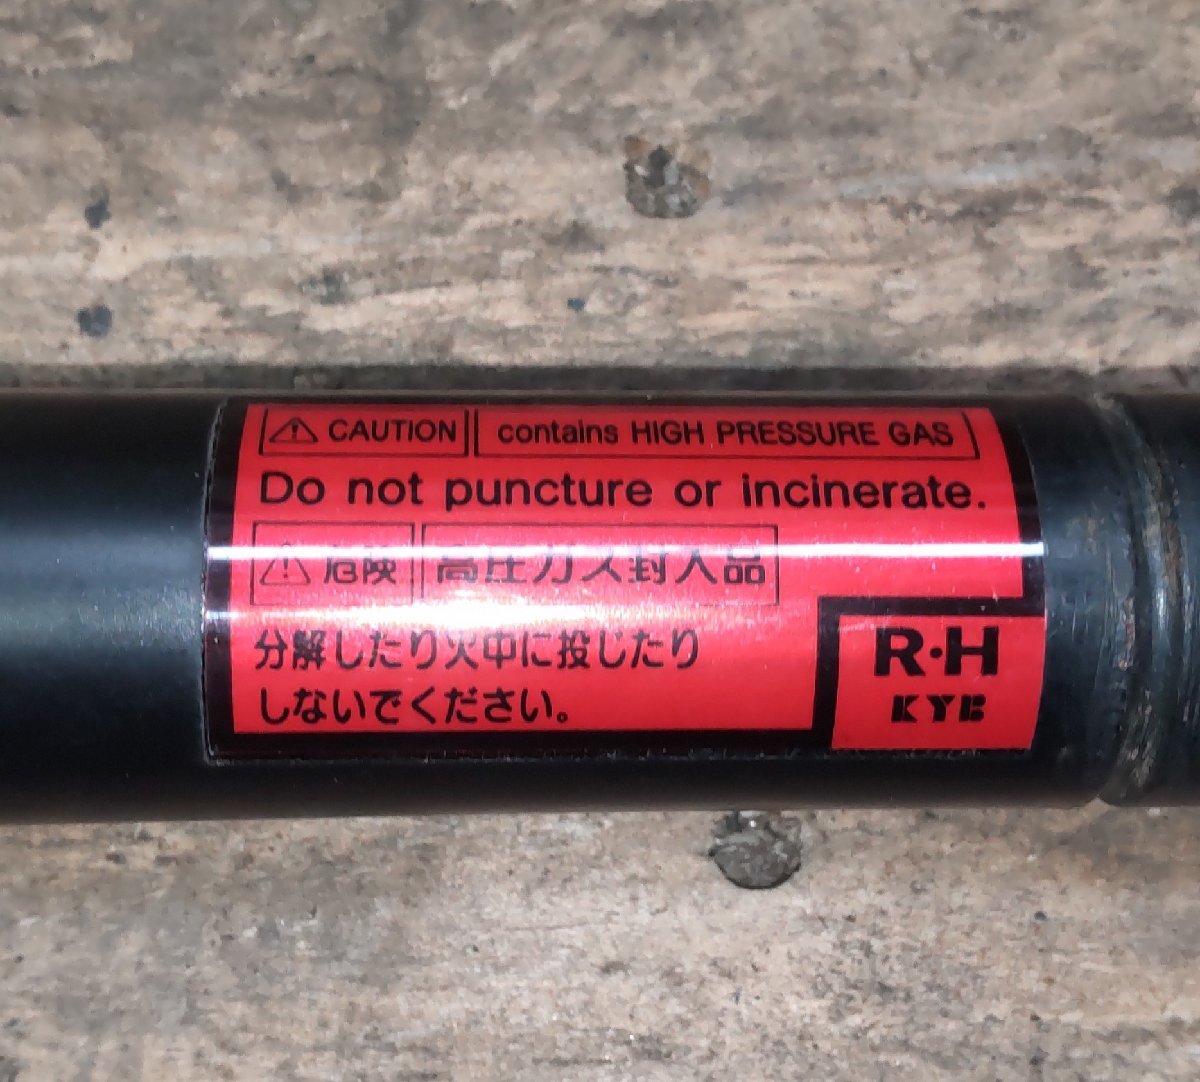 ⚠ CAUTION contains HIGH PRESSURE GAS
Do not puncture or incinerate.
⚠ 危険 高圧ガス封入品
分解したり火中に投じたり
しないでください。
R·H
KYB